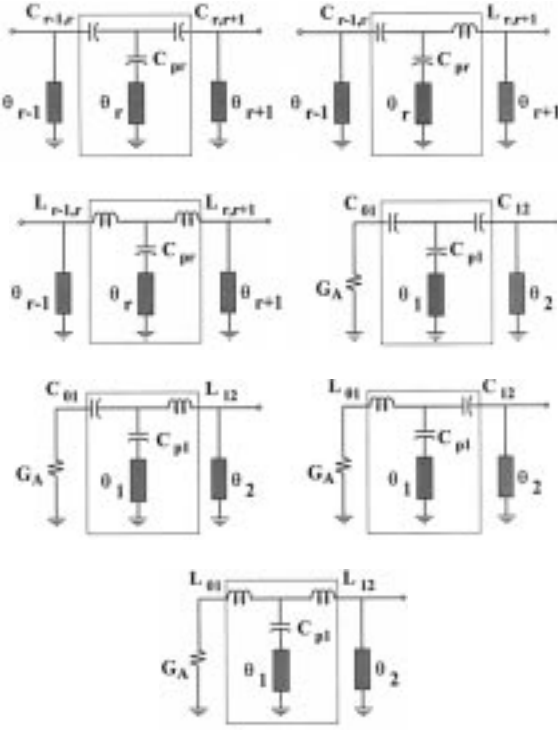 C r-1,r C r,r+1 C r-1,r L r,r+1
C pr C pr
θ r-1 θ r θ r+1 θ r-1 θ r θ r+1
L r-1,r L r,r+1 C 01 C 12
C pr C p1
θ r-1 θ r θ r+1 G A θ 1 θ 2
C 01 L 12 L 01 C 12
C p1 C p1
G A θ 1 θ 2 G A θ 1 θ 2
L 01 L 12
C p1
G A θ 1 θ 2